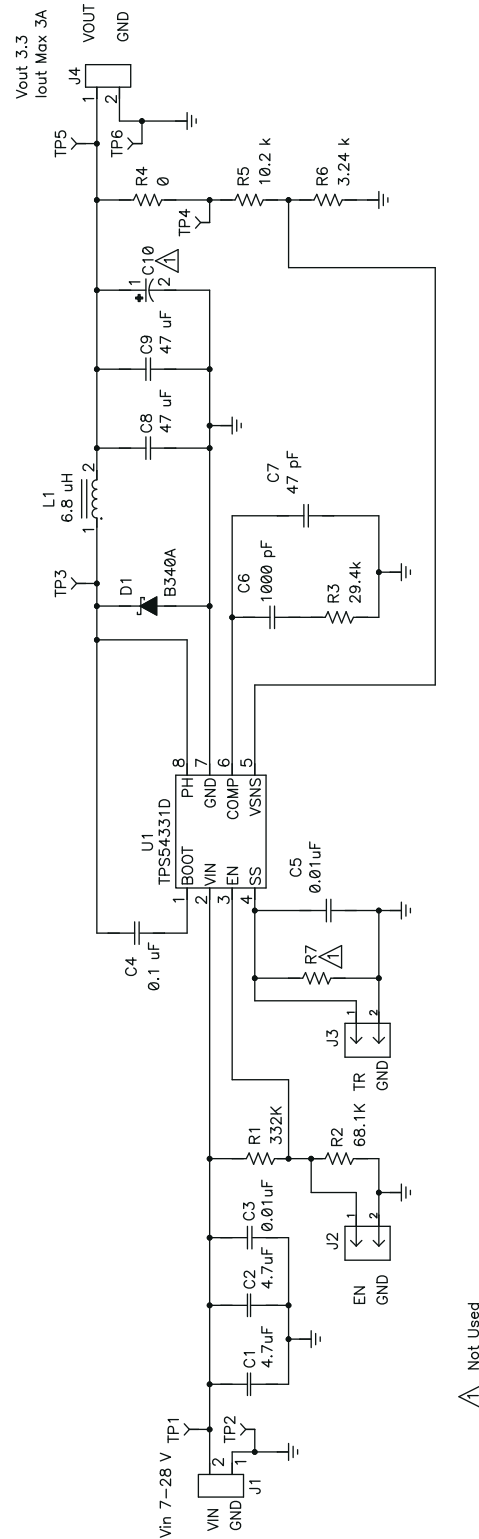 Vin 7–28 V
VIN
GND
J1
2
1
TP1
TP2
C1
4.7uF
C2
4.7uF
C3
0.01uF
R1
332K
R2
68.1K
J2
1
2
EN
GND
J3
1
2
TR
GND
R7
1
C5
0.01uF
C4
0.1 uF
U1
TPS54331D
1 BOOT
2 VIN
3 EN
4 SS
PH 8
GND 7
COMP 6
VSNS 5
TP3
D1
B340A
L1
6.8 uH
1
2
C6
1000 pF
R3
29.4k
C7
47 pF
C8
47 uF
C9
47 uF
C10
1
+
1
2
R4
0
TP4
R5
10.2 k
R6
3.24 k
TP5
TP6
Vout 3.3
Iout Max 3A
J4
1
2
VOUT
GND
1 Not Used